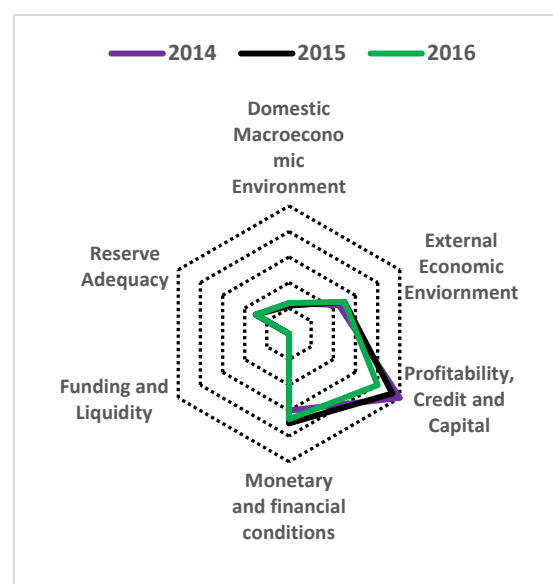 2014 2015 2016
Domestic
Macroecono
mic
Environment
External
Economic
Enviornment
Profitability,
Credit and
Capital
Monetary
and financial
conditions
Funding and
Liquidity
Reserve
Adequacy